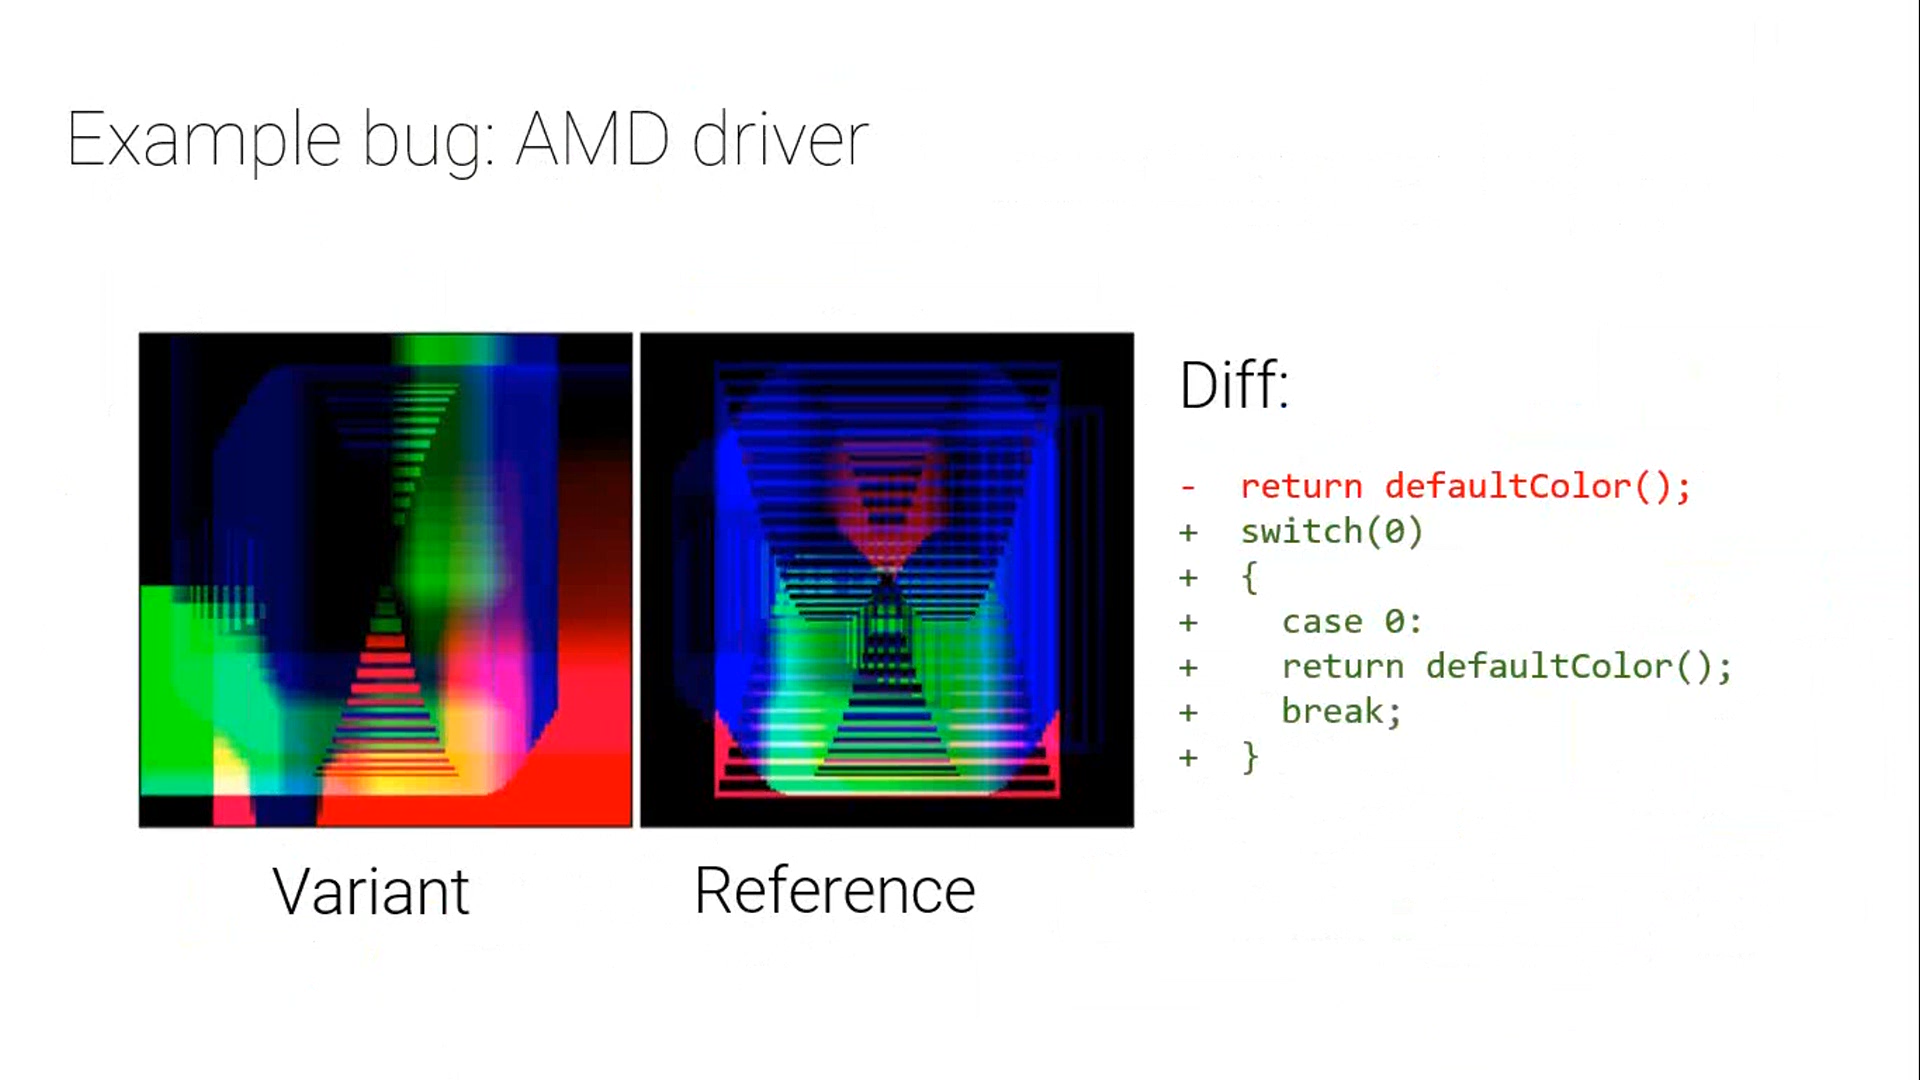 Example bug: AMD driver
Diff:
- return defaultColor();
+ switch(0)
+ {
+ case 0:
+ return defaultColor();
+ break;
+ }
Variant
Reference